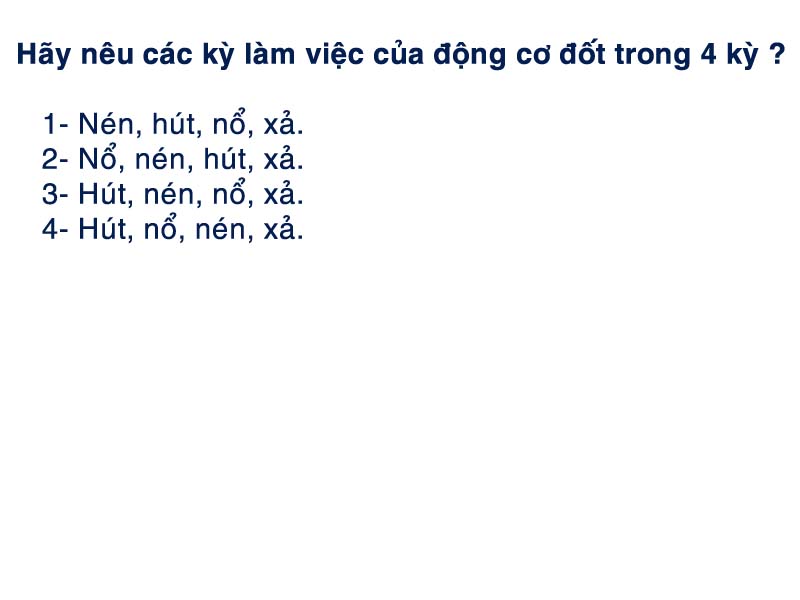 Hãy nêu các kỳ làm việc của động cơ đốt trong 4 kỳ ?
1- Nén, hút, nổ, xả.
2- Nổ, nén, hút, xả.
3- Hút, nén, nổ, xả.
4- Hút, nổ, nén, xả.